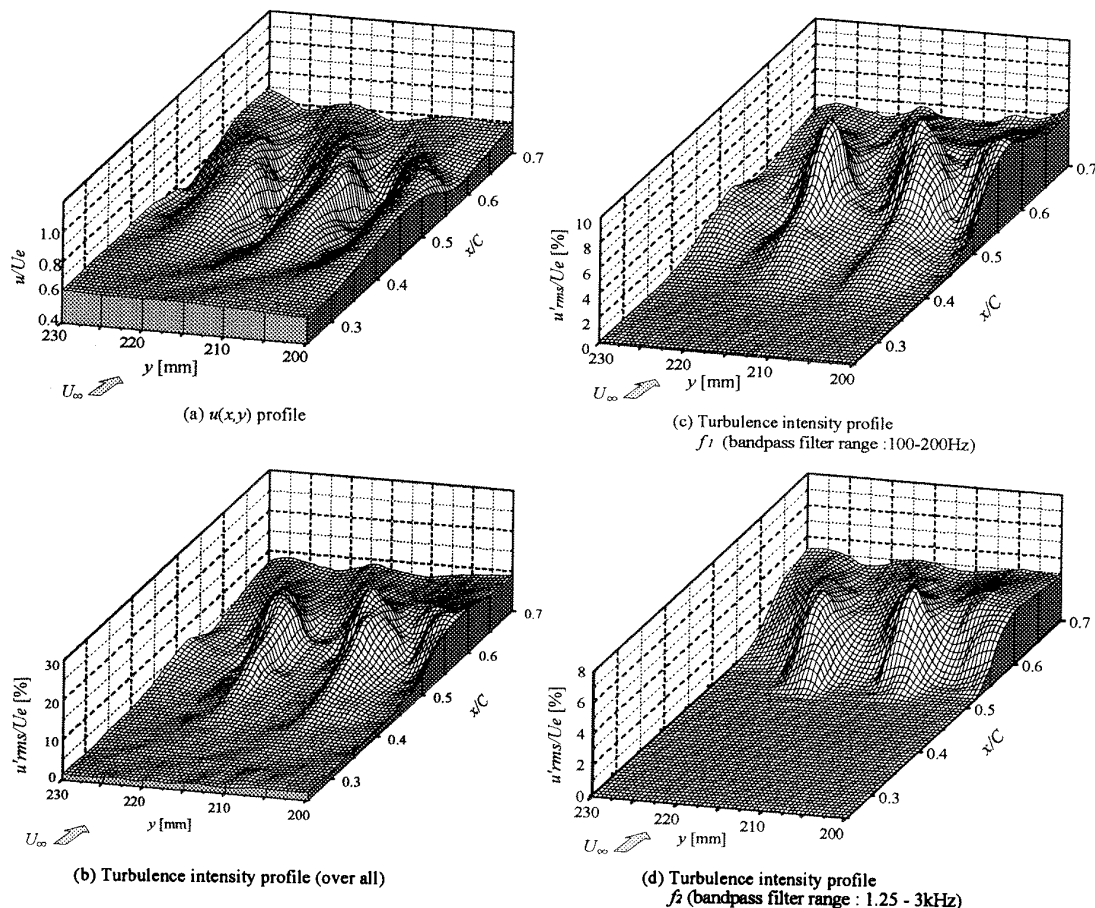 1.0
0.8
0.6
0.4
u/Ue
230
220
210
200
y [mm]
0.3
0.4
0.5
0.6
0.7
x/C
U∞
(a) u(x,y) profile
10
8
6
4
2
0
u'rms/Ue [%]
230
220
210
200
y [mm]
0.3
0.4
0.5
0.6
0.7
x/C
U∞
(c) Turbulence intensity profile
f1 (bandpass filter range :100-200Hz)
30
20
10
0
u'rms/Ue [%]
230
220
210
200
y [mm]
0.3
0.4
0.5
0.6
0.7
x/C
U∞
(b) Turbulence intensity profile (over all)
8
6
4
2
0
u'rms/Ue [%]
230
220
210
200
y [mm]
0.3
0.4
0.5
0.6
0.7
x/C
U∞
(d) Turbulence intensity profile
f2 (bandpass filter range : 1.25 - 3kHz)